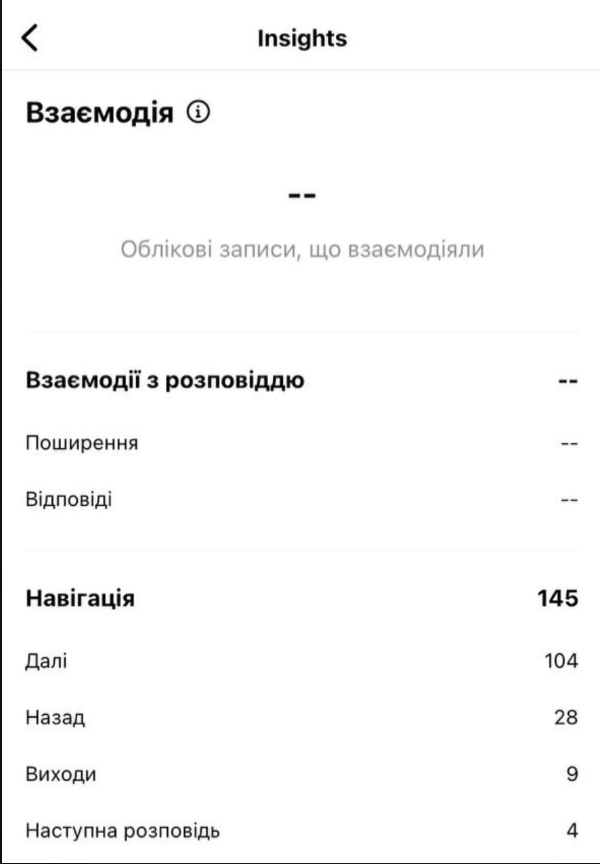 Insights
Взаємодія
--
Облікові записи, що взаємодіяли
Взаємодії з розповіддю --
Поширення --
Відповіді --
Навігація 145
Далі 104
Назад 28
Виходи 9
Наступна розповідь 4